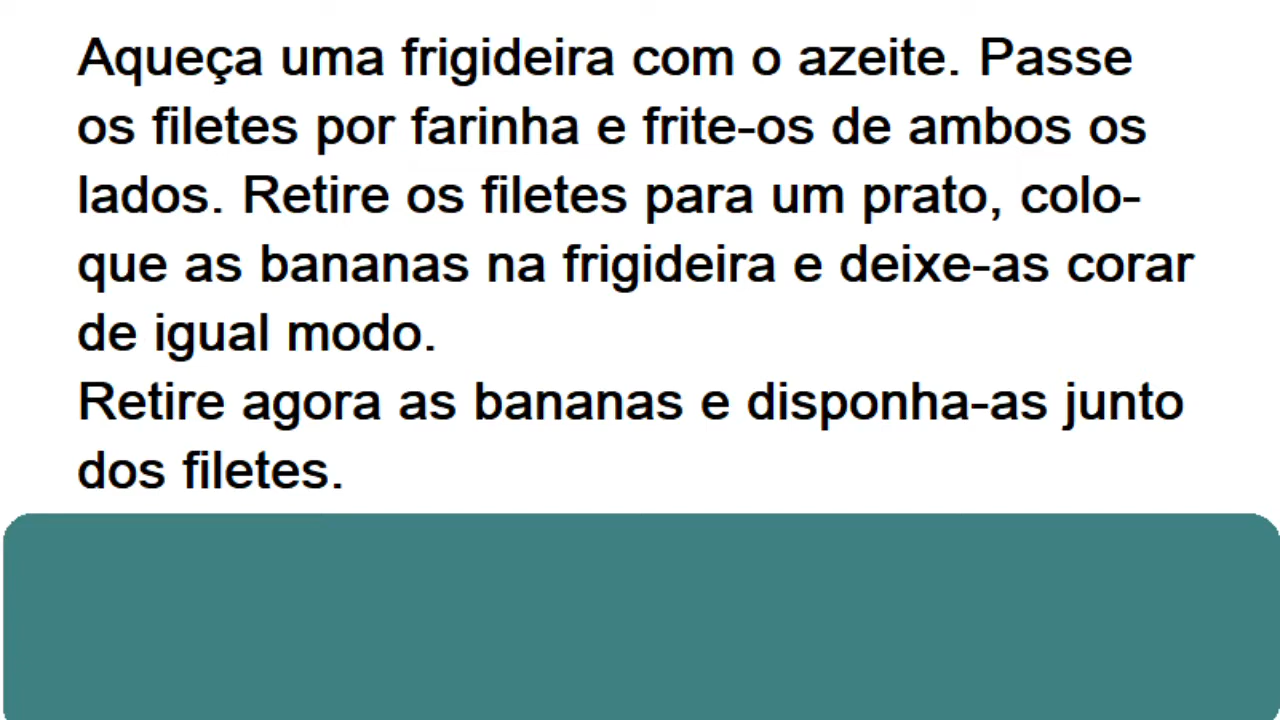 Aqueça uma frigideira com o azeite. Passe
os filetes por farinha e frite-os de ambos os
lados. Retire os filetes para um prato, colo-
que as bananas na frigideira e deixe-as corar
de igual modo.
Retire agora as bananas e disponha-as junto
dos filetes.